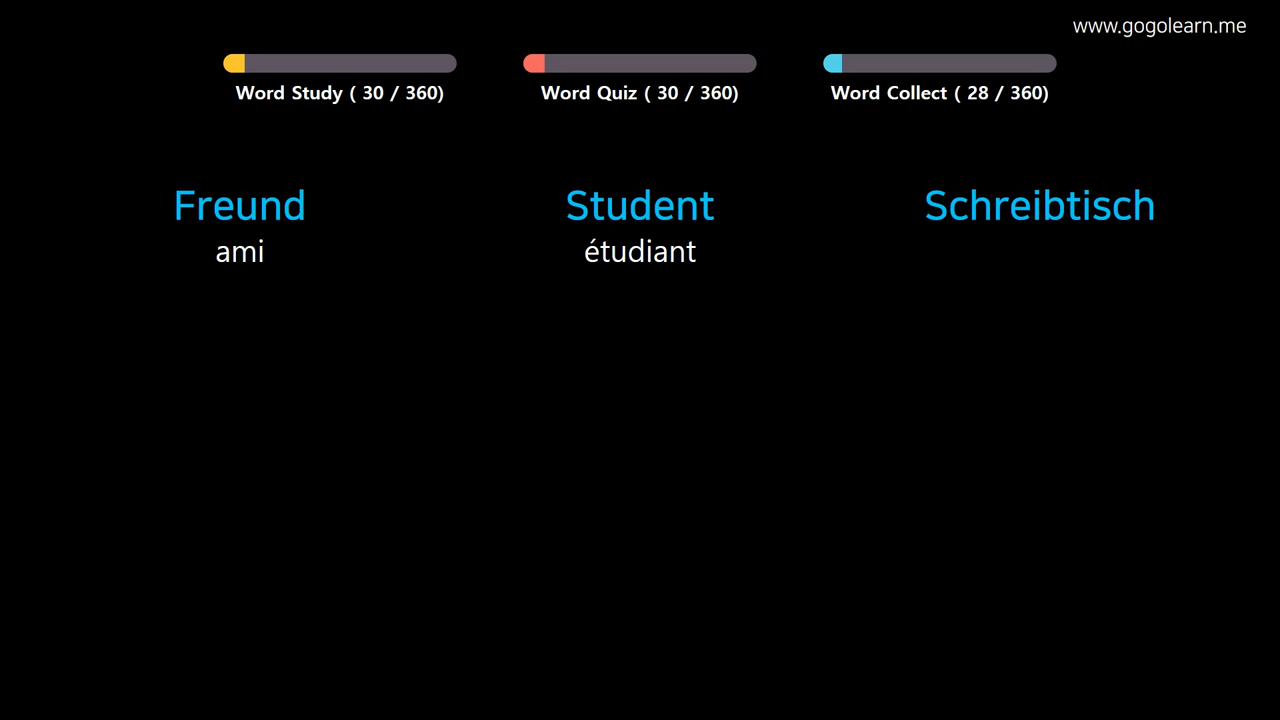 www.gogolearn.me
Word Study ( 30 / 360)
Word Quiz ( 30 / 360)
Word Collect ( 28 / 360)
Freund
ami
Student
étudiant
Schreibtisch